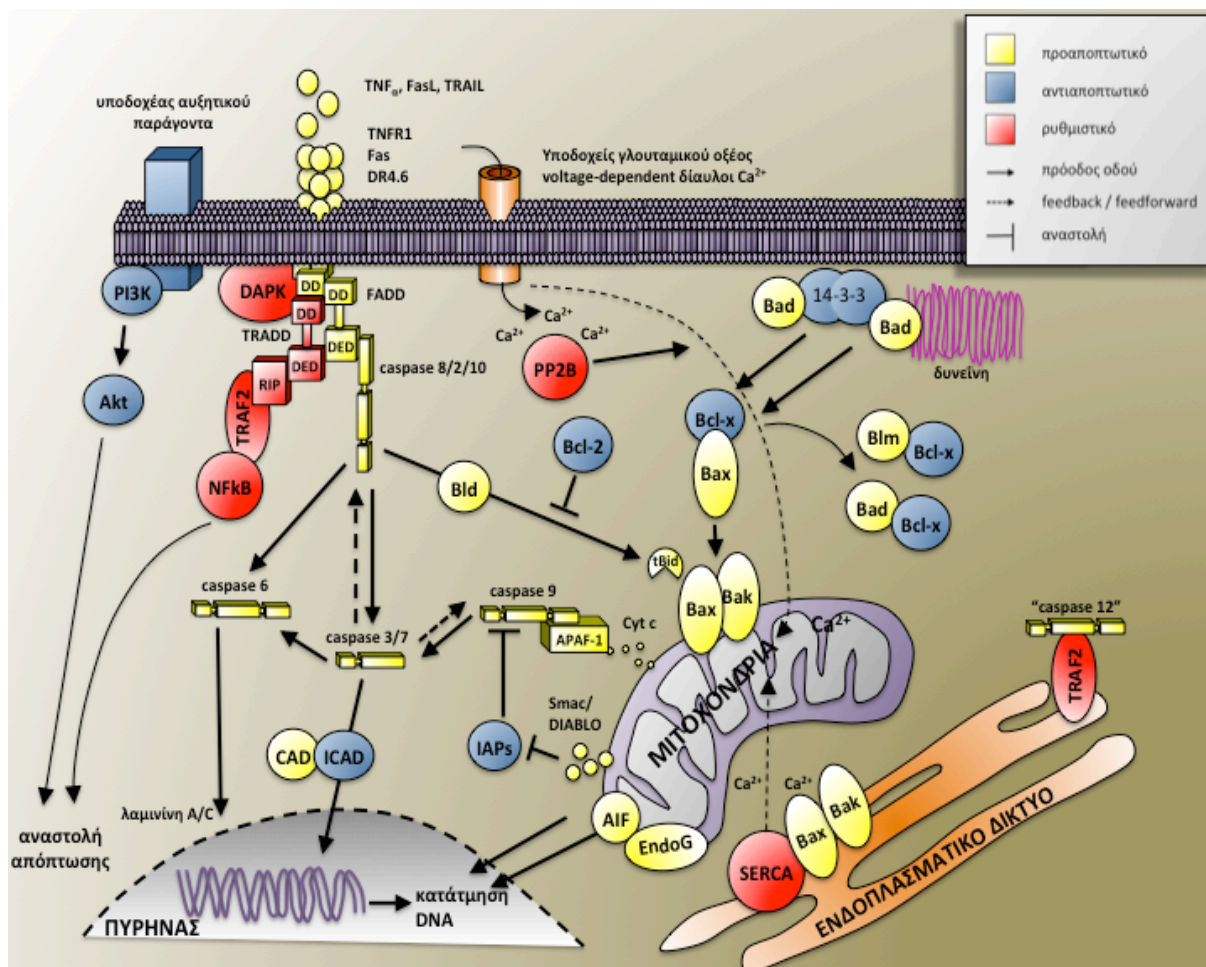 προαποπτωτικό
αντιαποπτωτικό
ρυθμιστικό
πρόοδος οδού
feedback / feedforward
αναστολή
υποδοχέας αυξητικού
παράγοντα
TNFα, FasL, TRAIL
TNFR1
Fas
DR4.6
Υποδοχείς γλουταμικού οξέος
voltage-dependent δίαυλοι Ca²⁺
PI3K
DAPK
DD
DD
FADD
DD
TRADD
DED
DED
RIP
TRAF2
NFkB
Akt
caspase 8/2/10
Ca²⁺
Ca²⁺
Ca²⁺
PP2B
Bad
14-3-3
Bad
δυνεΐνη
Bcl-x
Bax
Bcl-2
Bld
Blm
Bcl-x
Bad
Bcl-x
tBid
Bax
Bak
caspase 6
caspase 3/7
caspase 9
APAF-1
Cyt c
Ca²⁺
ΜΙΤΟΧΟΝΔΡΙΑ
"caspase 12"
TRAF2
Smac/
DIABLO
IAPs
CAD
ICAD
AIF
EndoG
Ca²⁺
Ca²⁺
Bax
Bak
SERCA
ΕΝΔΟΠΛΑΣΜΑΤΙΚΟ ΔΙΚΤΥΟ
λαμινίνη A/C
αναστολή
απόπτωσης
κατάτμηση
DNA
ΠΥΡΗΝΑΣ